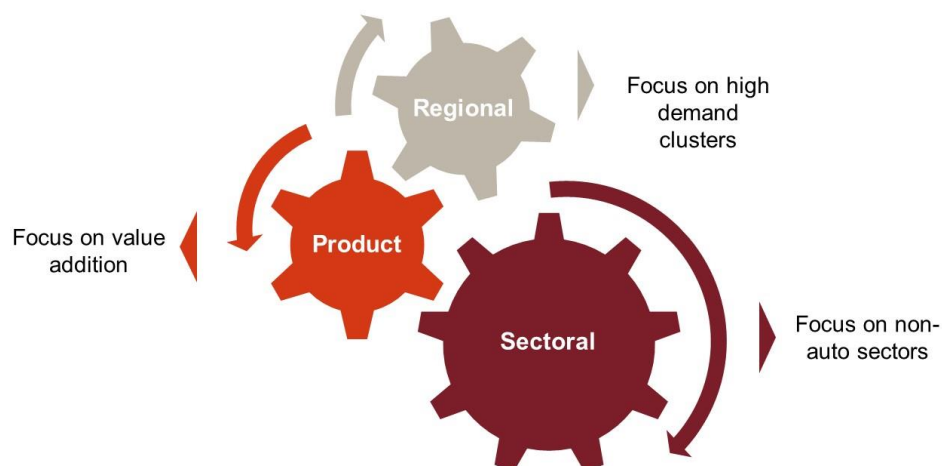 Regional
Focus on high
demand
clusters
Product
Focus on value
addition
Sectoral
Focus on non-
auto sectors